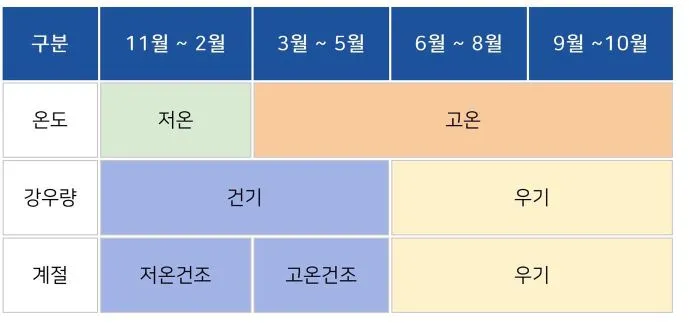 구분 11월 ~ 2월 3월 ~ 5월 6월 ~ 8월 9월 ~10월
온도 저온 고온
강우량 건기 우기
계절 저온건조 고온건조 우기